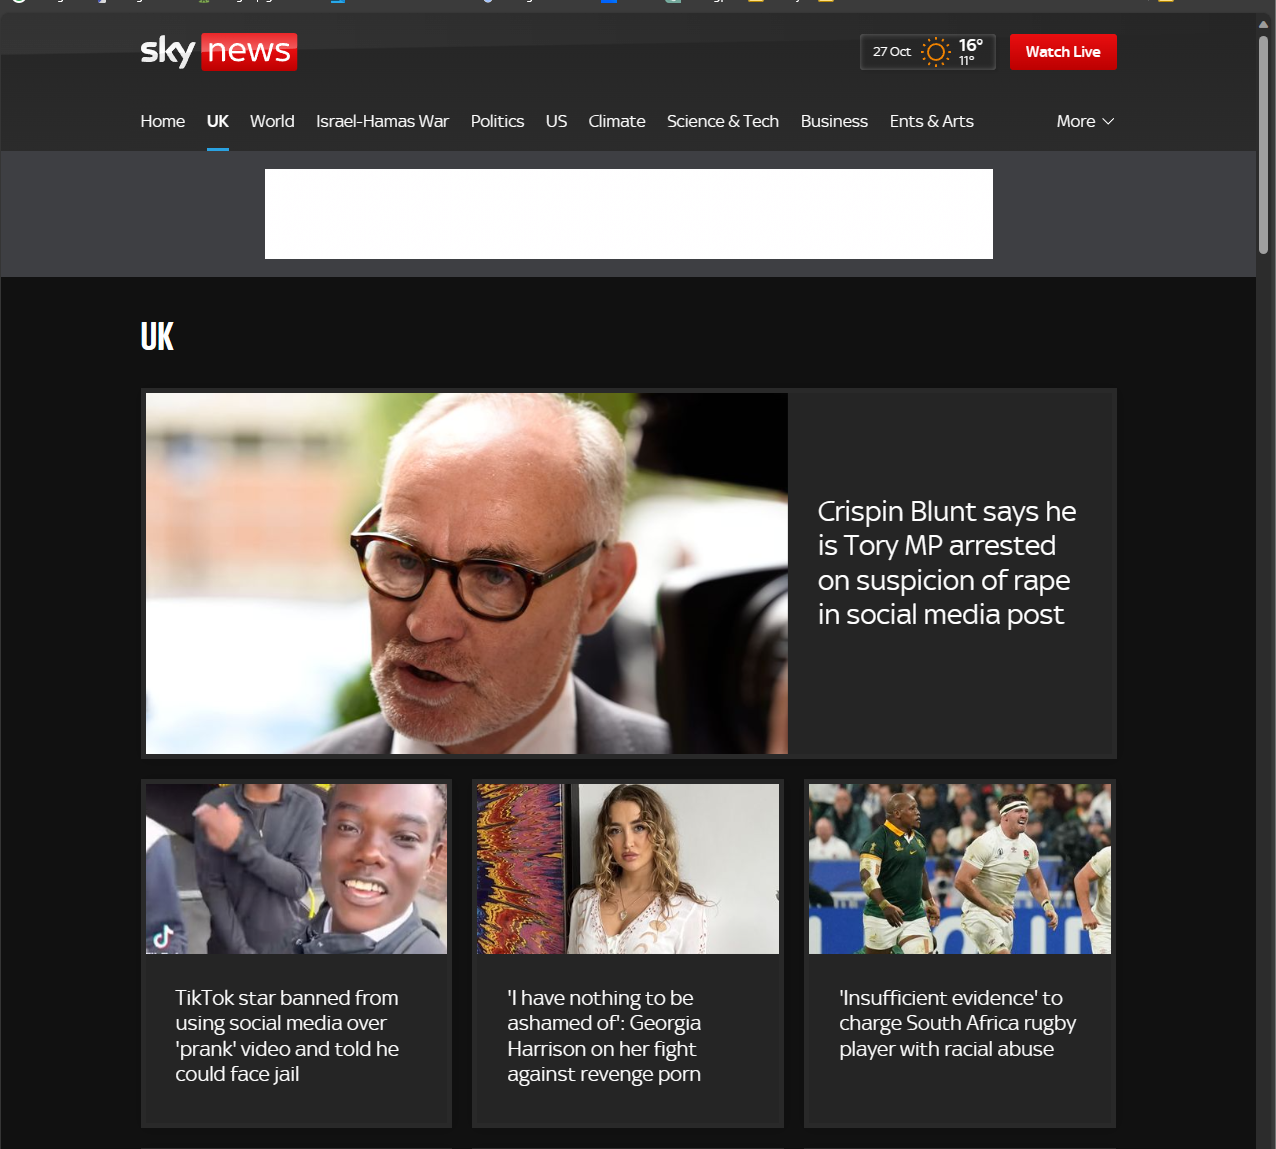 sky news
27 Oct 16° 11° Watch Live
Home UK World Israel-Hamas War Politics US Climate Science & Tech Business Ents & Arts More
UK
Crispin Blunt says he
is Tory MP arrested
on suspicion of rape
in social media post
TikTok star banned from
using social media over
'prank' video and told he
could face jail
'I have nothing to be
ashamed of': Georgia
Harrison on her fight
against revenge porn
'Insufficient evidence' to
charge South Africa rugby
player with racial abuse